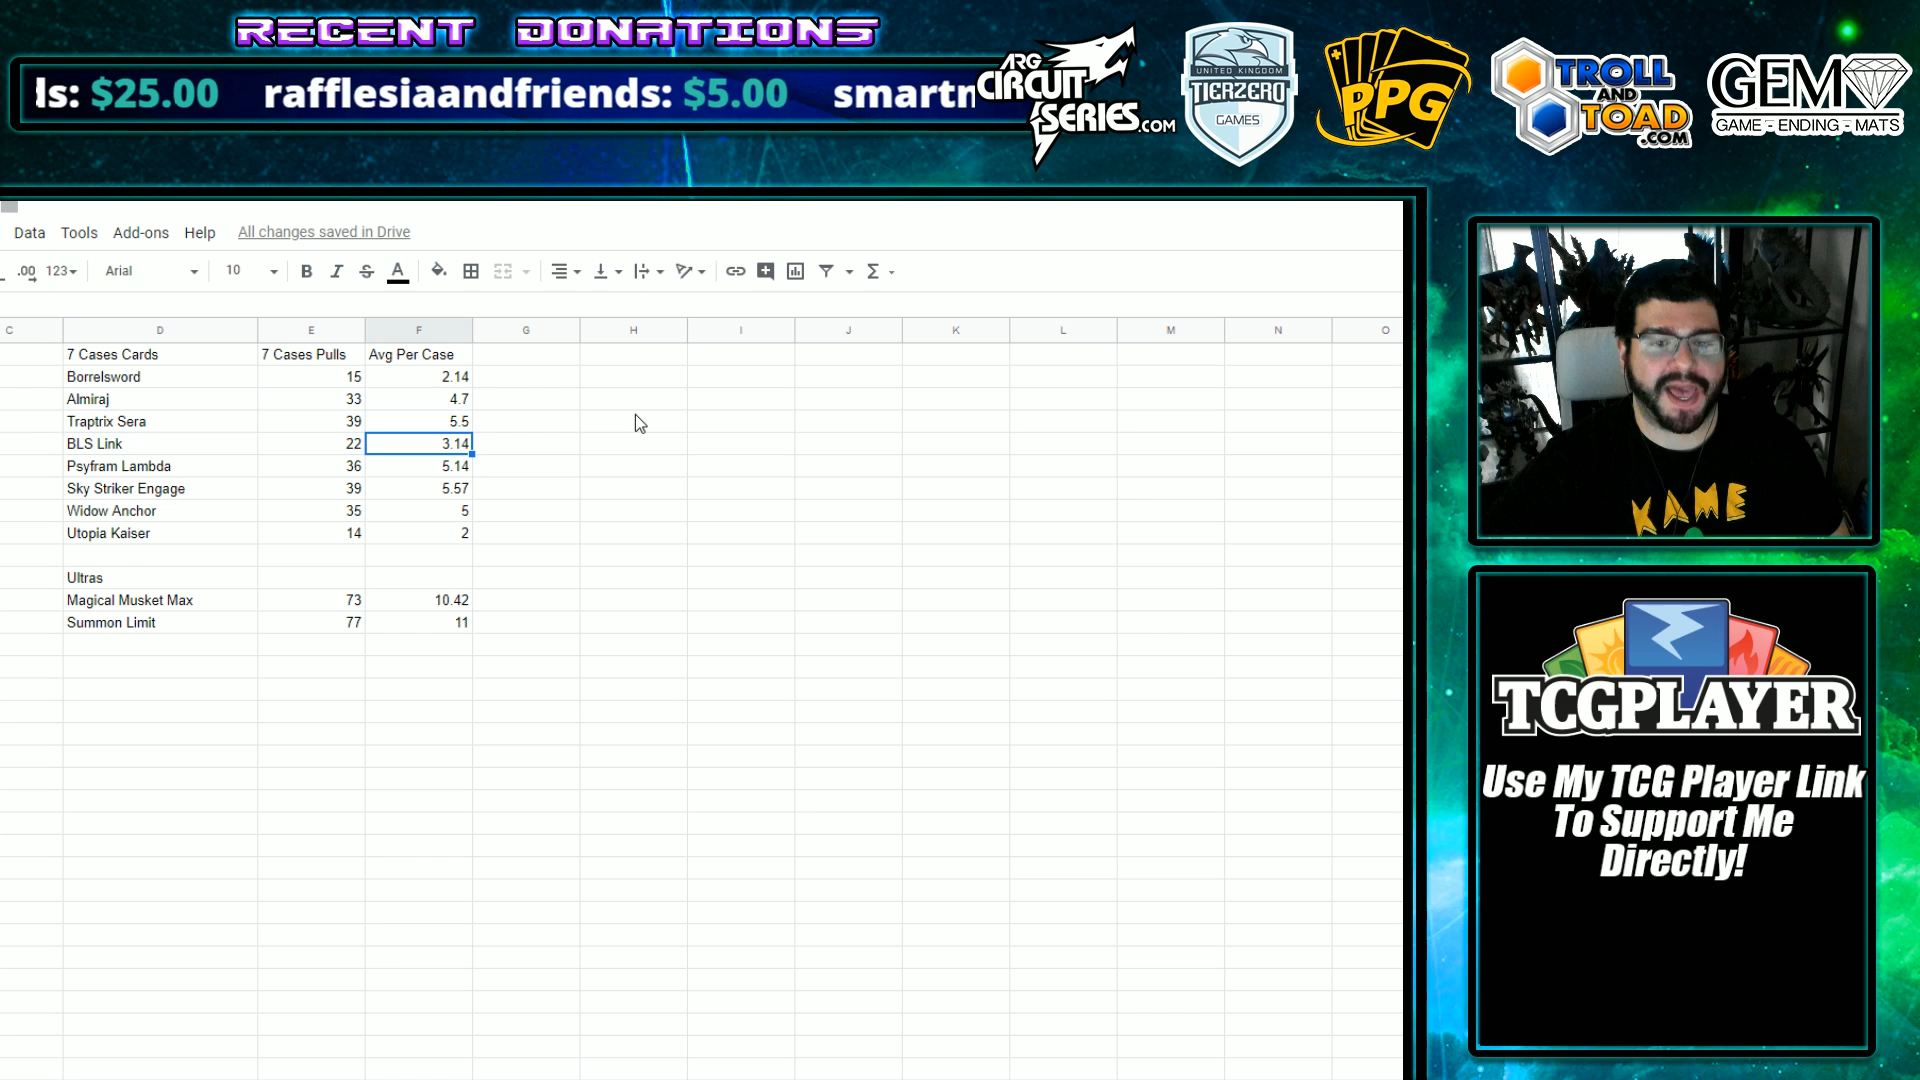 RECENT DONATIONS
ls: $25.00 rafflesiaandfriends: $5.00 smartn
ARG
CIRCUIT
SERIES.COM
UNITED KINGDOM
TIERZERO
GAMES
PPG
TROLL
AND
TOAD
.COM
GEM
GAME - ENDING - MATS
Data Tools Add-ons Help All changes saved in Drive
.00 123 Arial 10 B I S A Σ
C D E F G H I J K L M N O
7 Cases Cards 7 Cases Pulls Avg Per Case
Borrelsword 15 2.14
Almiraj 33 4.7
Traptrix Sera 39 5.5
BLS Link 22 3.14
Psyfram Lambda 36 5.14
Sky Striker Engage 39 5.57
Widow Anchor 35 5
Utopia Kaiser 14 2
Ultras
Magical Musket Max 73 10.42
Summon Limit 77 11
KAME
TCGPLAYER
Use My TCG Player Link
To Support Me
Directly!